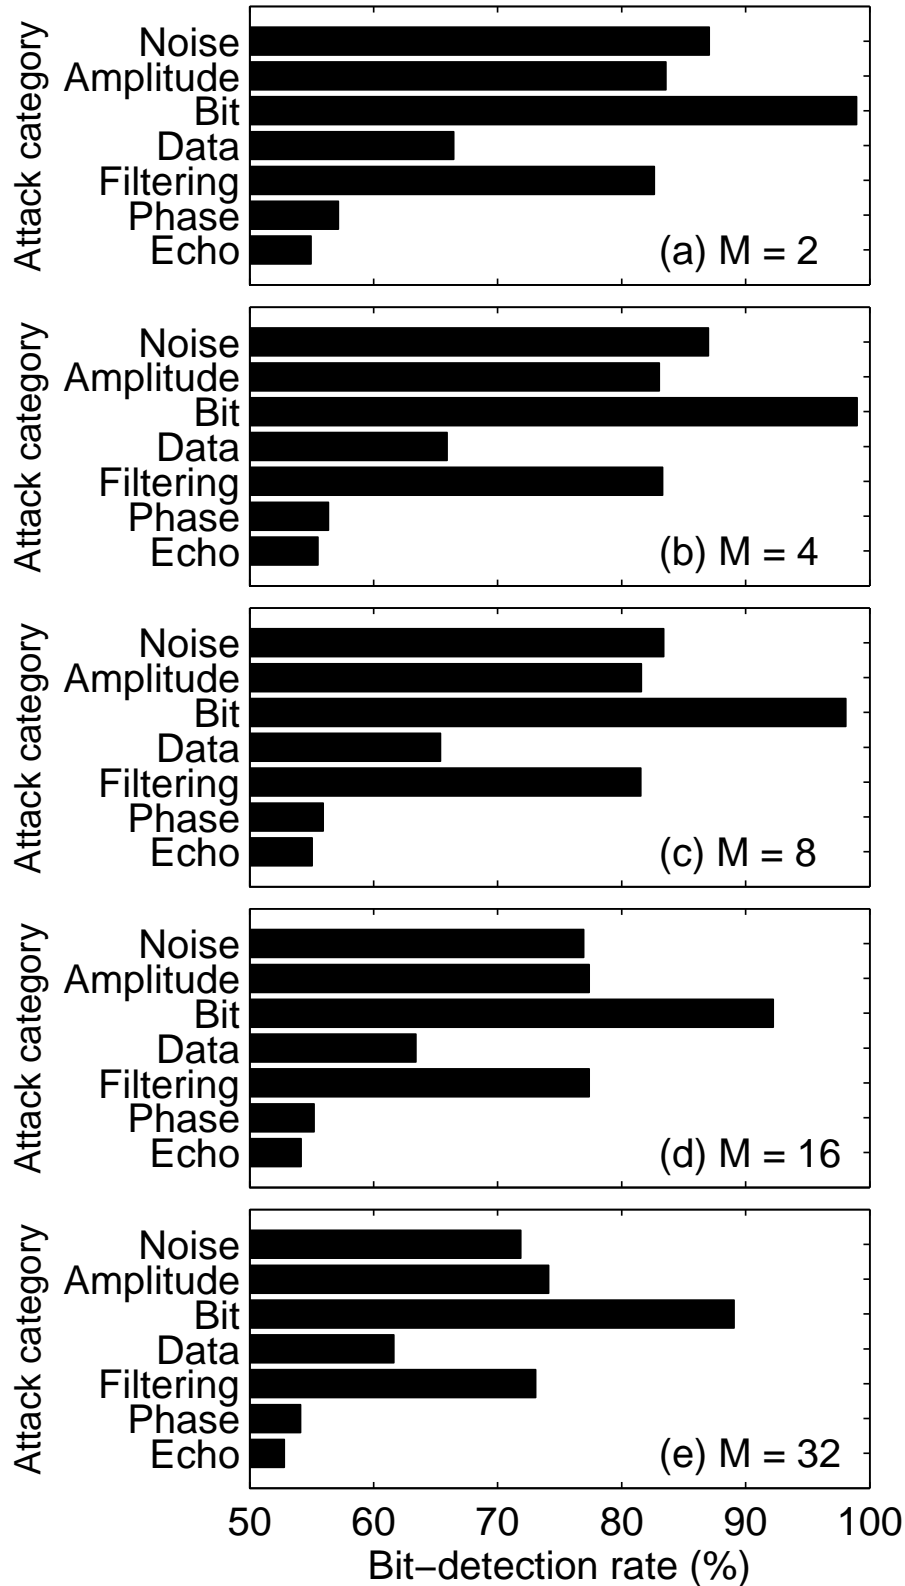 Attack category
Noise
Amplitude
Bit
Data
Filtering
Phase
Echo
(a) M = 2
Attack category
Noise
Amplitude
Bit
Data
Filtering
Phase
Echo
(b) M = 4
Attack category
Noise
Amplitude
Bit
Data
Filtering
Phase
Echo
(c) M = 8
Attack category
Noise
Amplitude
Bit
Data
Filtering
Phase
Echo
(d) M = 16
Attack category
Noise
Amplitude
Bit
Data
Filtering
Phase
Echo
(e) M = 32
50 60 70 80 90 100
Bit−detection rate (%)